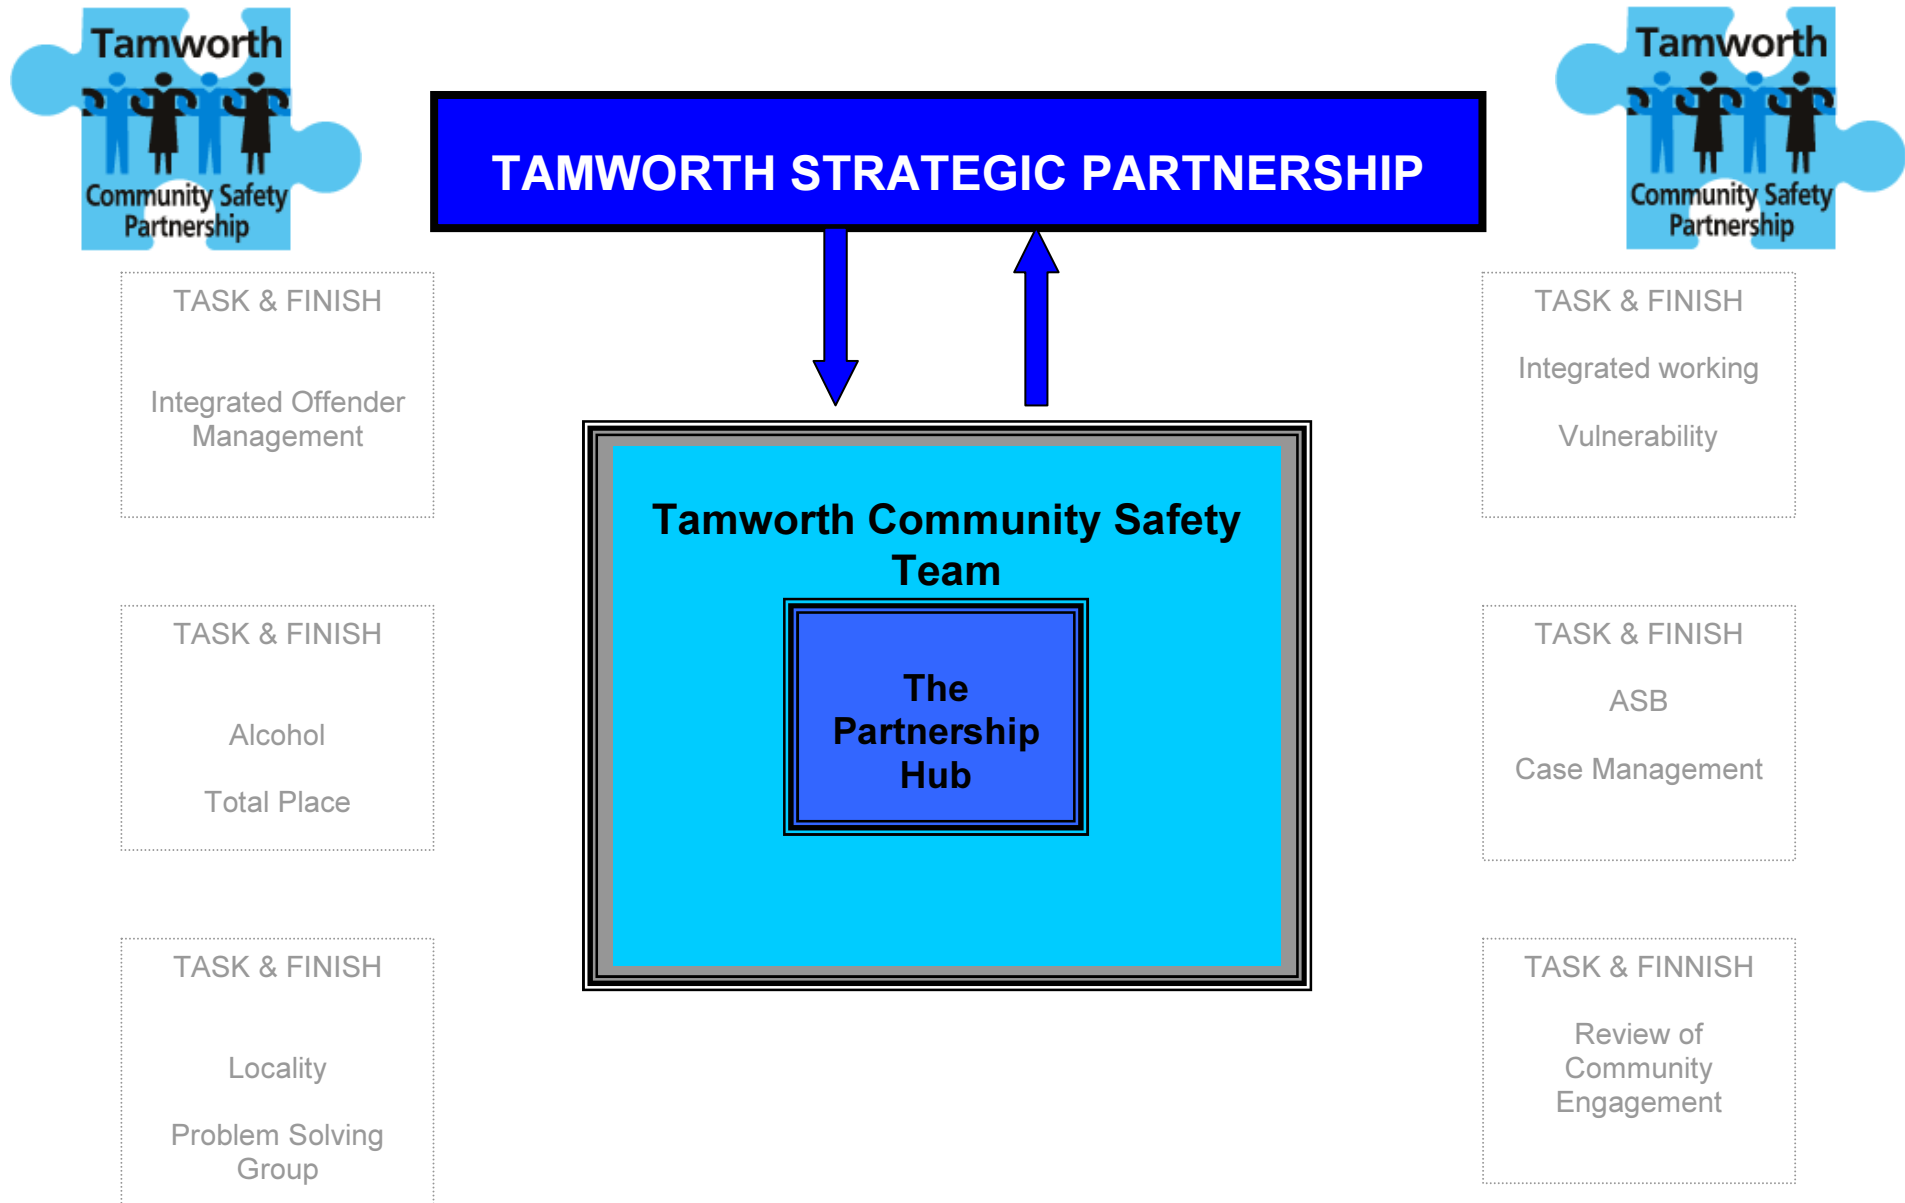 Tamworth
Community Safety
Partnership
Tamworth
Community Safety
Partnership
TAMWORTH STRATEGIC PARTNERSHIP
TASK & FINISH
Integrated Offender
Management
TASK & FINISH
Alcohol
Total Place
TASK & FINISH
Locality
Problem Solving
Group
Tamworth Community Safety
Team
The
Partnership
Hub
TASK & FINISH
Integrated working
Vulnerability
TASK & FINISH
ASB
Case Management
TASK & FINNISH
Review of
Community
Engagement